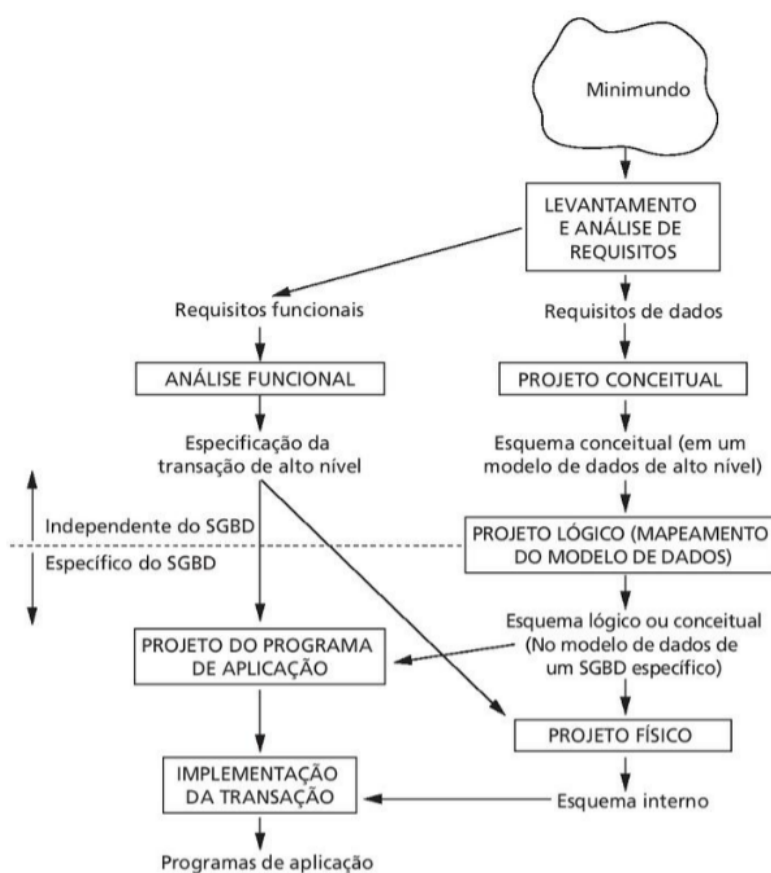 Minimundo
LEVANTAMENTO
E ANÁLISE DE
REQUISITOS
Requisitos funcionais
Requisitos de dados
ANÁLISE FUNCIONAL
PROJETO CONCEITUAL
Especificação da
transação de alto nível
Esquema conceitual (em um
modelo de dados de alto nível)
Independente do SGBD
Específico do SGBD
PROJETO LÓGICO (MAPEAMENTO
DO MODELO DE DADOS)
Esquema lógico ou conceitual
(No modelo de dados de
um SGBD específico)
PROJETO DO PROGRAMA
DE APLICAÇÃO
PROJETO FÍSICO
IMPLEMENTAÇÃO
DA TRANSAÇÃO
Esquema interno
Programas de aplicação